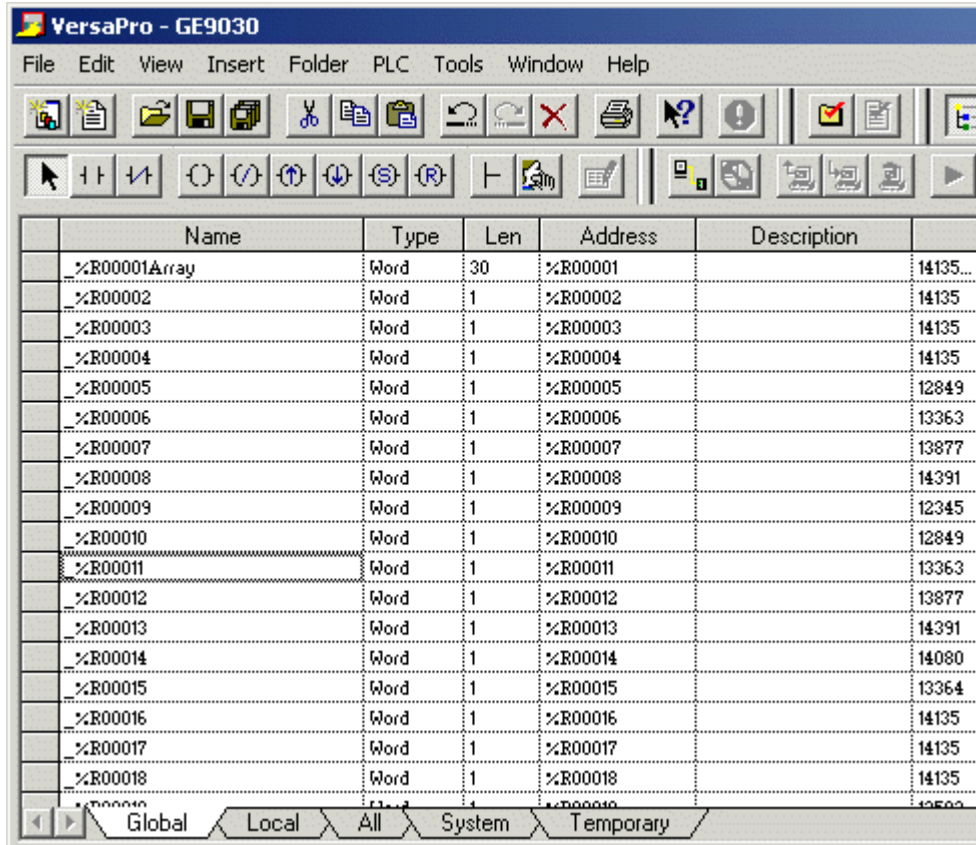 VersaPro - GE9030
File Edit View Insert Folder PLC Tools Window Help
Name Type Len Address Description
_%R00001Array Word 30 %R00001 14135...
_%R00002 Word 1 %R00002 14135
_%R00003 Word 1 %R00003 14135
_%R00004 Word 1 %R00004 14135
_%R00005 Word 1 %R00005 12849
_%R00006 Word 1 %R00006 13363
_%R00007 Word 1 %R00007 13877
_%R00008 Word 1 %R00008 14391
_%R00009 Word 1 %R00009 12345
_%R00010 Word 1 %R00010 12849
_%R00011 Word 1 %R00011 13363
_%R00012 Word 1 %R00012 13877
_%R00013 Word 1 %R00013 14391
_%R00014 Word 1 %R00014 14080
_%R00015 Word 1 %R00015 13364
_%R00016 Word 1 %R00016 14135
_%R00017 Word 1 %R00017 14135
_%R00018 Word 1 %R00018 14135
Global Local All System Temporary